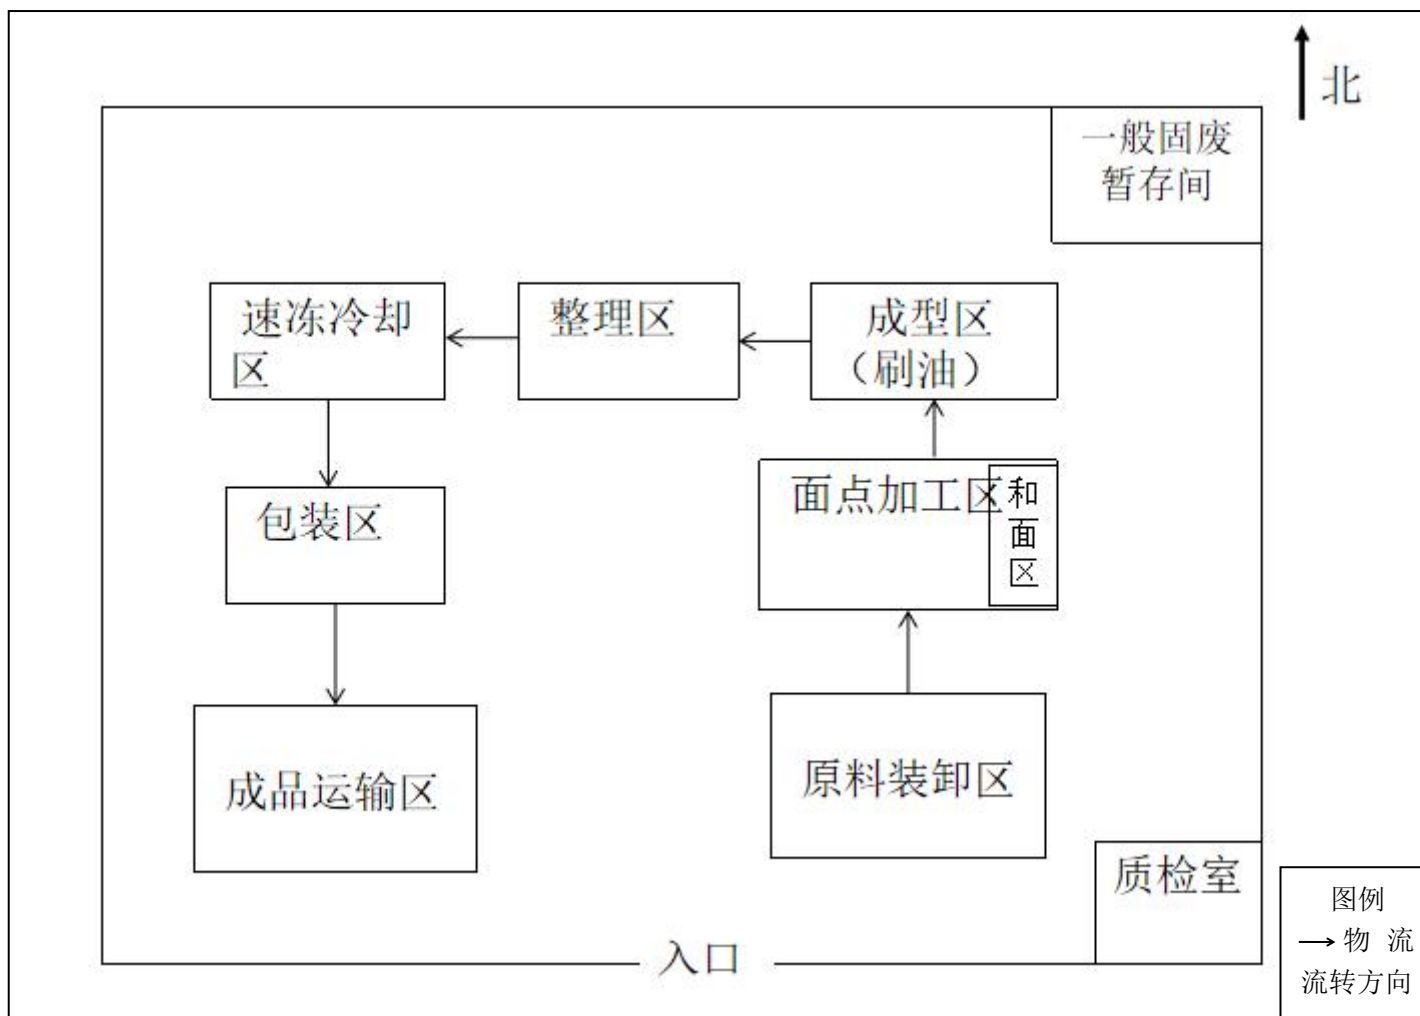 北
一般固废
暂存间
速冻冷却
区
整理区
成型区
（刷油）
包装区
面点加工区
和
面
区
成品运输区
原料装卸区
质检室
入口
图例
→物 流
流转方向